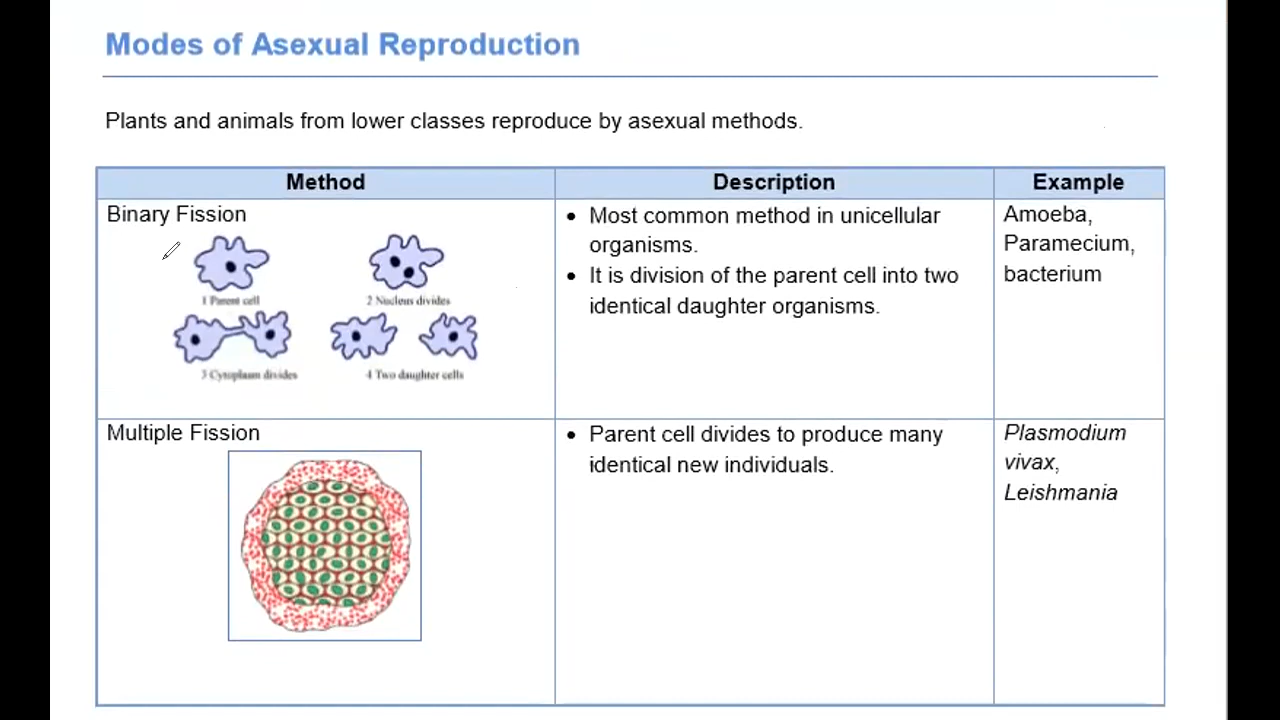 Modes of Asexual Reproduction
Plants and animals from lower classes reproduce by asexual methods.
Method
Description
Example
Binary Fission
1 Parent cell
2 Nucleus divides
3 Cytoplasm divides
4 Two daughter cells
• Most common method in unicellular
organisms.
• It is division of the parent cell into two
identical daughter organisms.
Amoeba,
Paramecium,
bacterium
Multiple Fission
• Parent cell divides to produce many
identical new individuals.
Plasmodium
vivax,
Leishmania